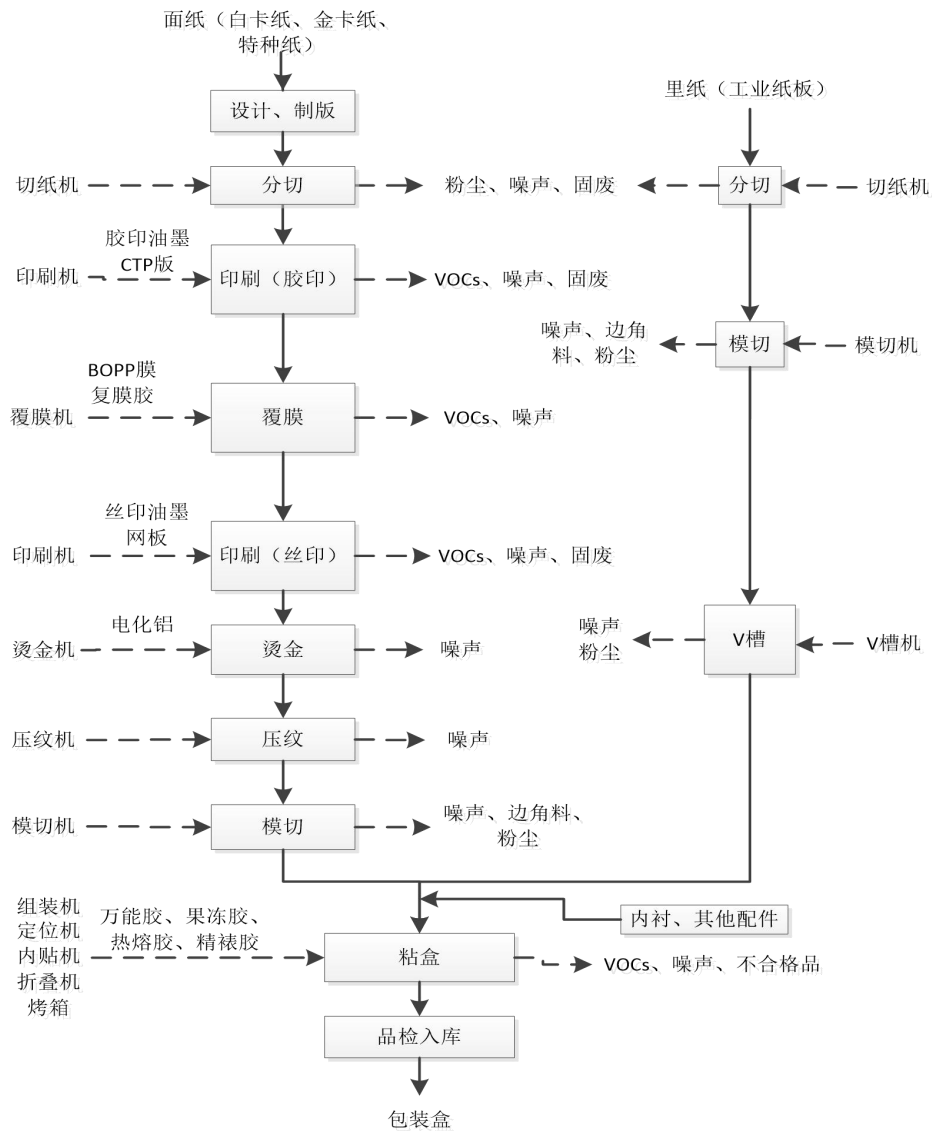 面纸（白卡纸、金卡纸、
特种纸）
设计、制版
里纸（工业纸板）
切纸机
分切
粉尘、噪声、固废
分切
切纸机
胶印油墨
CTP版
印刷机
印刷（胶印）
VOCs、噪声、固废
噪声、边角
料、粉尘
模切
模切机
BOPP膜
复膜胶
覆膜机
覆膜
VOCs、噪声
丝印油墨
网板
印刷机
印刷（丝印）
VOCs、噪声、固废
电化铝
烫金机
烫金
噪声
噪声
粉尘
V槽
V槽机
压纹机
压纹
噪声
模切机
模切
噪声、边角料、
粉尘
组装机
定位机
内贴机
折叠机
烤箱
万能胶、果冻胶、
热熔胶、精裱胶
内衬、其他配件
粘盒
VOCs、噪声、不合格品
品检入库
包装盒